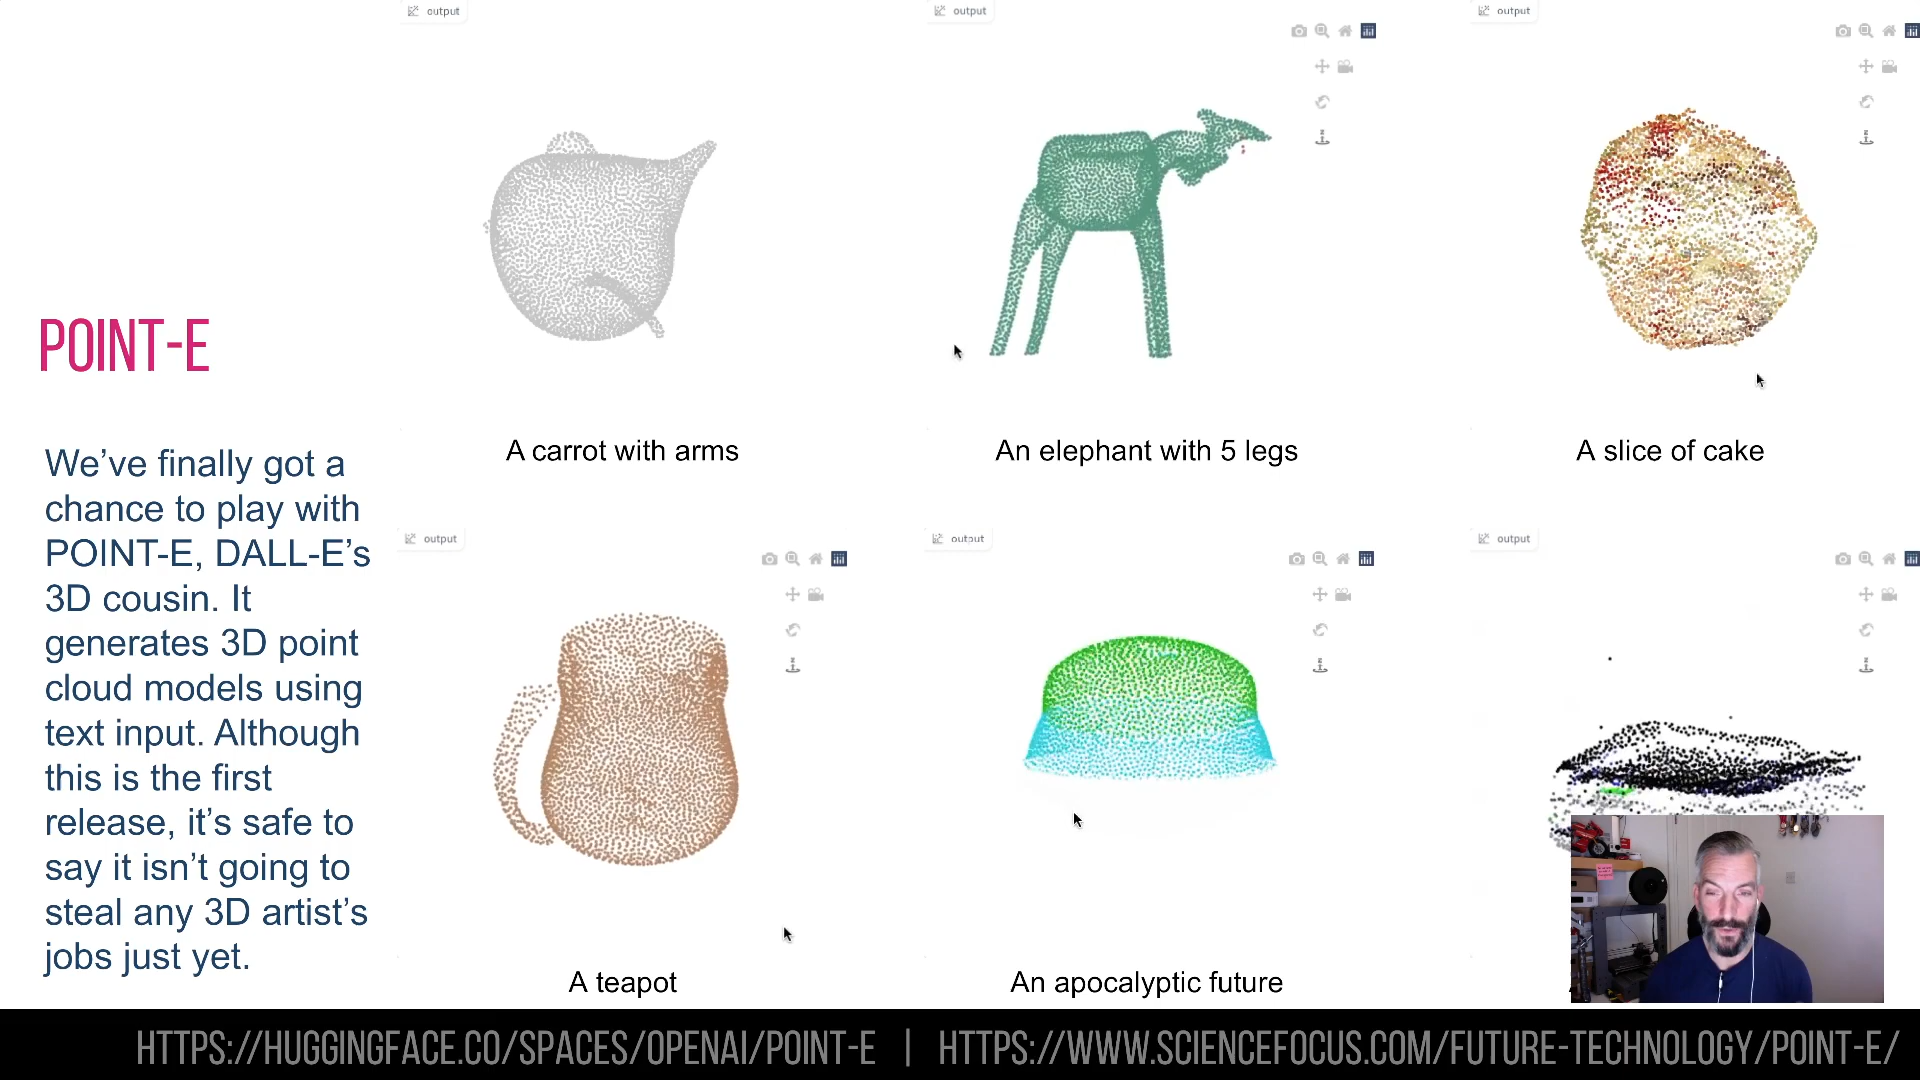 output
output
output
POINT-E
We’ve finally got a
chance to play with
POINT-E, DALL-E’s
3D cousin. It
generates 3D point
cloud models using
text input. Although
this is the first
release, it’s safe to
say it isn’t going to
steal any 3D artist’s
jobs just yet.
A carrot with arms
An elephant with 5 legs
A slice of cake
output
output
output
A teapot
An apocalyptic future
HTTPS://HUGGINGFACE.CO/SPACES/OPENAI/POINT-E | HTTPS://WWW.SCIENCEFOCUS.COM/FUTURE-TECHNOLOGY/POINT-E/